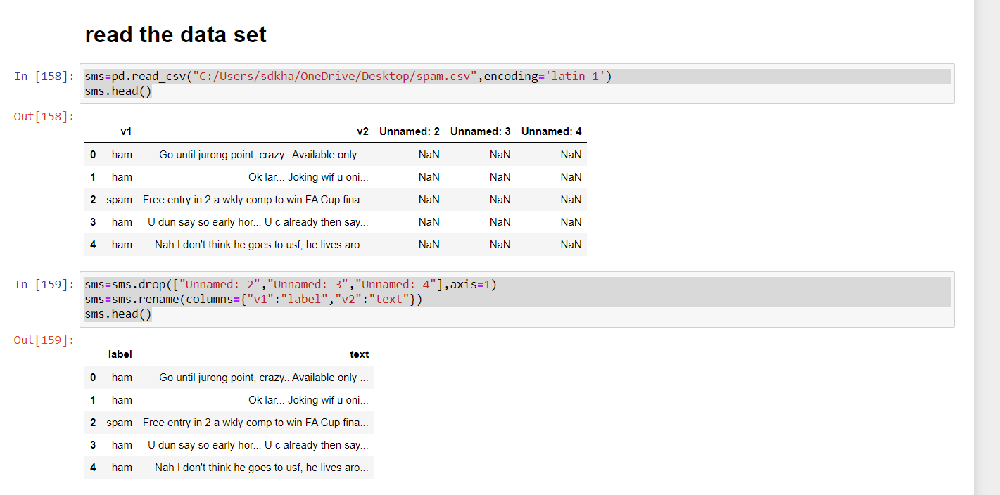 read the data set
In [158]: sms=pd.read_csv("C:/Users/sdkha/OneDrive/Desktop/spam.csv",encoding='latin-1')
sms.head()
Out[158]:
v1 v2 Unnamed: 2 Unnamed: 3 Unnamed: 4
0 ham Go until jurong point, crazy.. Available only ... NaN NaN NaN
1 ham Ok lar... Joking wif u oni... NaN NaN NaN
2 spam Free entry in 2 a wkly comp to win FA Cup fina... NaN NaN NaN
3 ham U dun say so early hor... U c already then say... NaN NaN NaN
4 ham Nah I don't think he goes to usf, he lives aro... NaN NaN NaN
In [159]: sms=sms.drop(["Unnamed: 2","Unnamed: 3","Unnamed: 4"],axis=1)
sms=sms.rename(columns={"v1":"label","v2":"text"})
sms.head()
Out[159]:
label text
0 ham Go until jurong point, crazy.. Available only ...
1 ham Ok lar... Joking wif u oni...
2 spam Free entry in 2 a wkly comp to win FA Cup fina...
3 ham U dun say so early hor... U c already then say...
4 ham Nah I don't think he goes to usf, he lives aro...